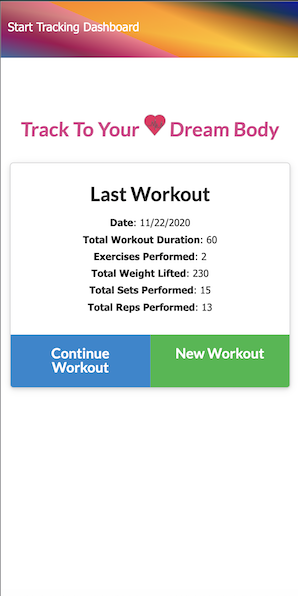 Start Tracking Dashboard
Track To Your Dream Body
Last Workout
Date: 11/22/2020
Total Workout Duration: 60
Exercises Performed: 2
Total Weight Lifted: 230
Total Sets Performed: 15
Total Reps Performed: 13
Continue
Workout
New Workout